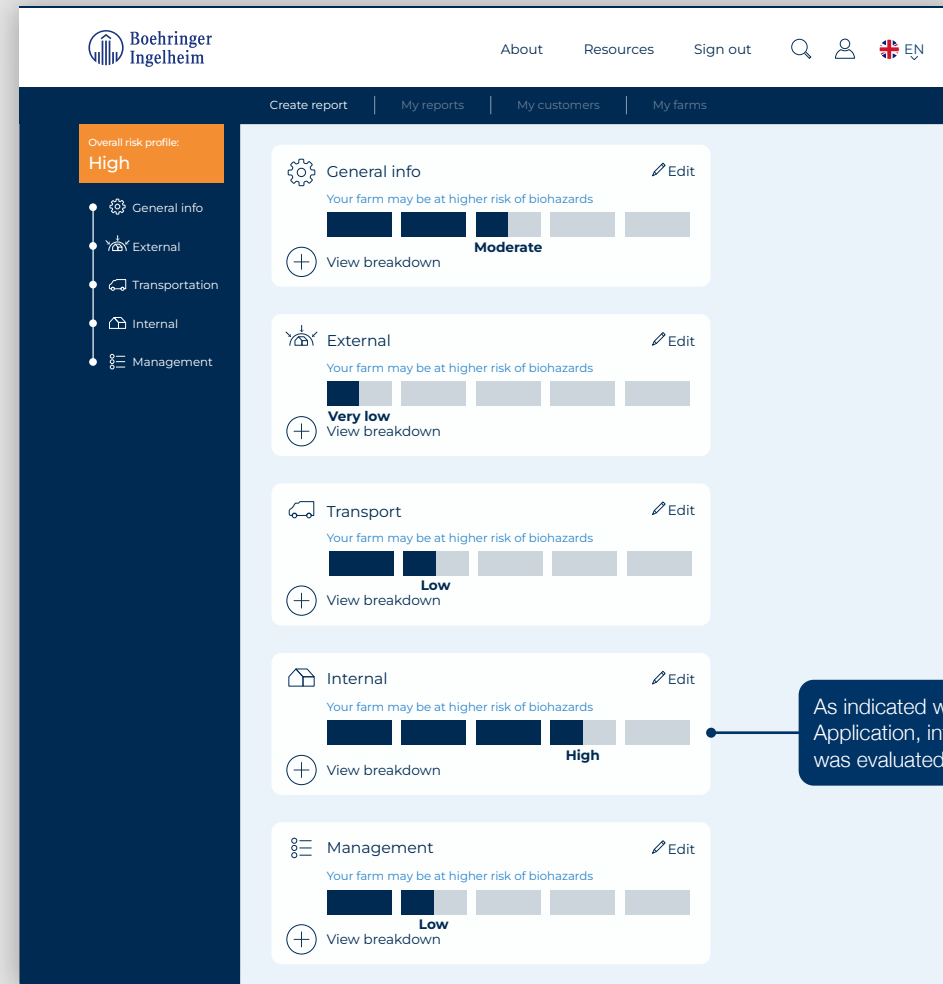 Boehringer
Ingelheim
About Resources Sign out EN
Create report My reports My customers My farms
Overall risk profile:
High
General info
External
Transportation
Internal
Management
General info Edit
Your farm may be at higher risk of biohazards
Moderate
View breakdown
External Edit
Your farm may be at higher risk of biohazards
Very low
View breakdown
Transport Edit
Your farm may be at higher risk of biohazards
Low
View breakdown
Internal Edit
Your farm may be at higher risk of biohazards
High
View breakdown
As indicated
Application,
was evaluated
Management Edit
Your farm may be at higher risk of biohazards
Low
View breakdown